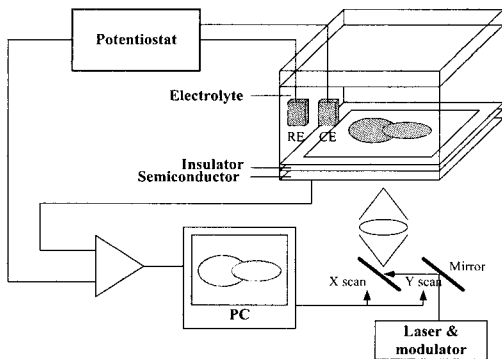 Potentiostat
Electrolyte
RE CE
Insulator
Semiconductor
X scan Y scan Mirror
PC
Laser &
modulator